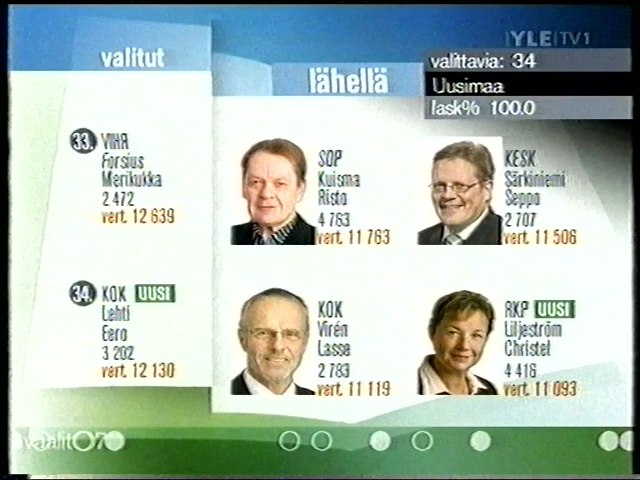 YLE TV1
valitut
lähellä
valittavia: 34
Uusimaa
lask% 100.0
33. VIHR
Forsius
Merikukka
2 472
vert. 12 639
SDP
Kuisma
Risto
4 763
vert. 11 763
KESK
Särkiniemi
Seppo
2 707
vert. 11 506
34. KOK UUSI
Lehti
Eero
3 202
vert. 12 130
KOK
Virén
Lasse
2 783
vert. 11 119
RKP UUSI
Liljeström
Christel
4 416
vert. 11 093
vaalit07